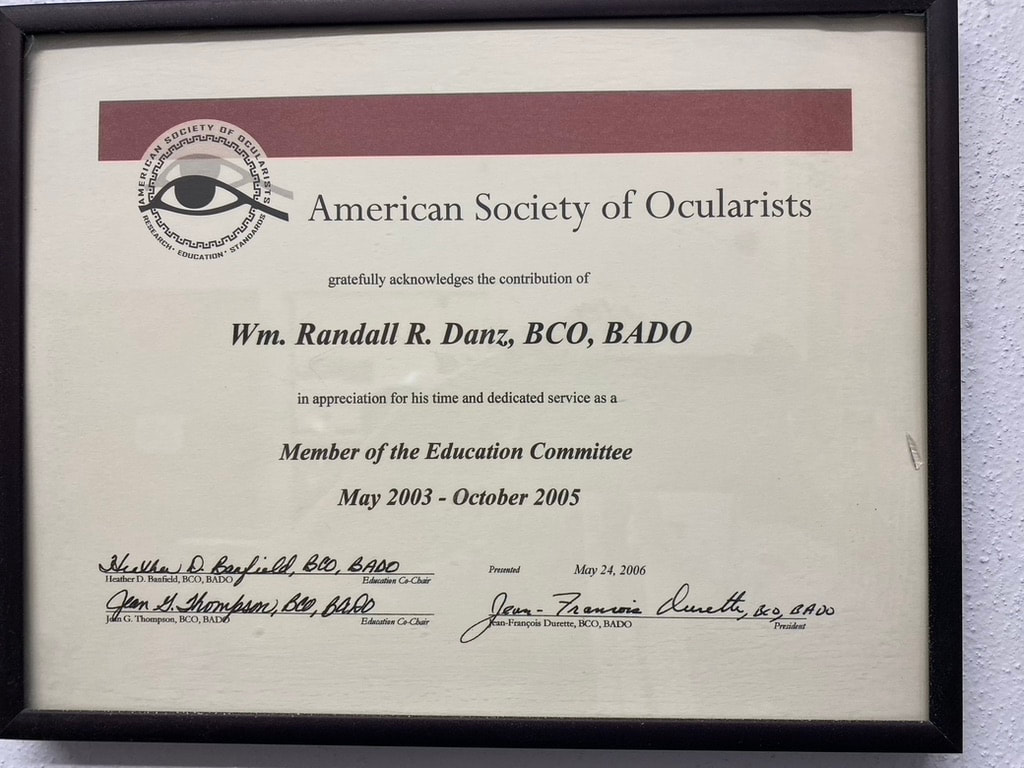 AMERICAN SOCIETY OF OCULARISTS
RESEARCH · EDUCATION · STANDARDS
American Society of Ocularists
gratefully acknowledges the contribution of
Wm. Randall R. Danz, BCO, BADO
in appreciation for his time and dedicated service as a
Member of the Education Committee
May 2003 - October 2005
Heather D. Banfield, BCO, BADO
Heather D. Banfield, BCO, BADO Education Co-Chair
Jean G. Thompson, BCO, BADO
Jean G. Thompson, BCO, BADO Education Co-Chair
Presented May 24, 2006
Jean-Francois Durette, BCO, BADO
Jean-François Durette, BCO, BADO President